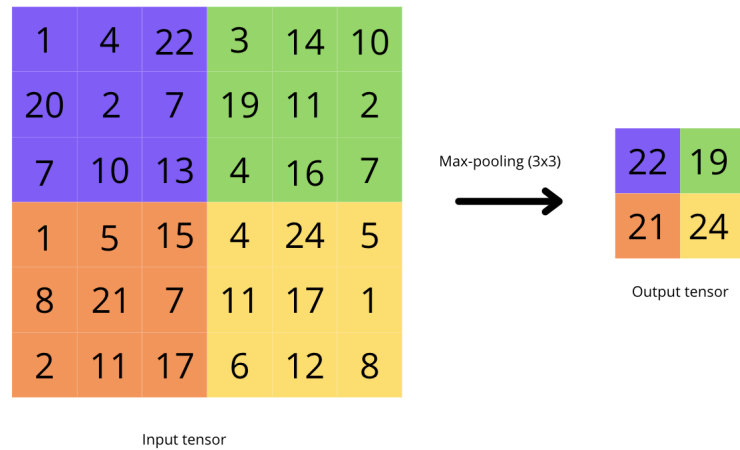 1 4 22 3 14 10
20 2 7 19 11 2
7 10 13 4 16 7
1 5 15 4 24 5
8 21 7 11 17 1
2 11 17 6 12 8
Input tensor
Max-pooling (3x3)
22 19
21 24
Output tensor